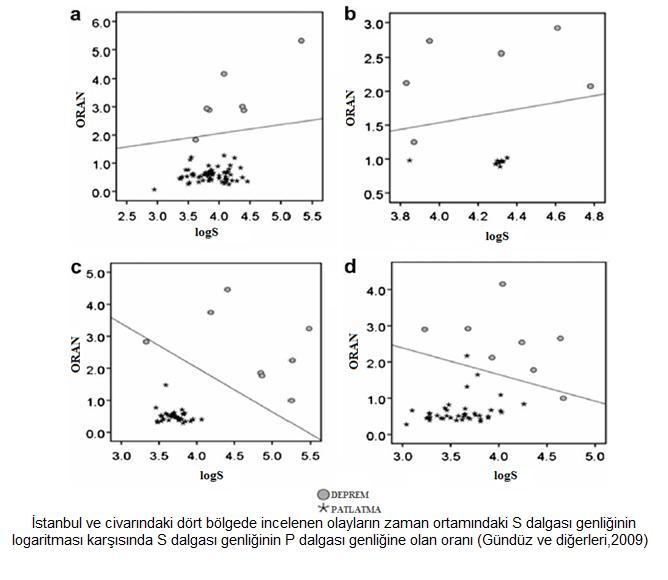 a
6.0
5.0
4.0
3.0
2.0
1.0
0.0
ORAN
2.5 3.0 3.5 4.0 4.5 5.0 5.5
logS
b
3.0
2.5
2.0
1.5
1.0
0.5
ORAN
3.8 4.0 4.2 4.4 4.6 4.8
logS
c
5.0
4.0
3.0
2.0
1.0
0.0
ORAN
3.0 3.5 4.0 4.5 5.0 5.5
logS
d
4.0
3.0
2.0
1.0
0.0
ORAN
3.0 3.5 4.0 4.5 5.0
logS
DEPREM
PATLATMA
İstanbul ve civarındaki dört bölgede incelenen olayların zaman ortamındaki S dalgası genliğinin
logaritması karşısında S dalgası genliğinin P dalgası genliğine olan oranı (Gündüz ve diğerleri,2009)